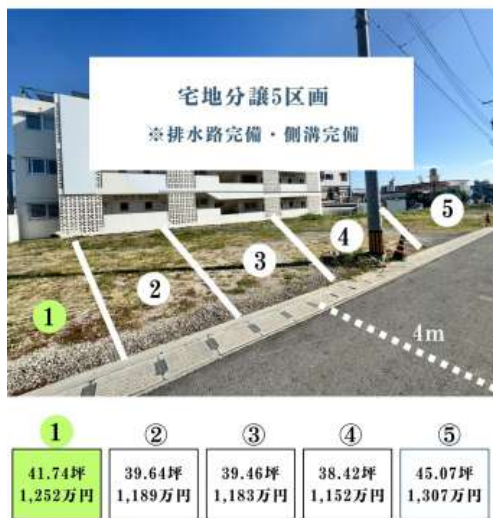 宅地分譲5区画
※排水路完備・側溝完備
5
4
3
2
1
4m
① ② ③ ④ ⑤
41.74坪 39.64坪 39.46坪 38.42坪 45.07坪
1,252万円 1,189万円 1,183万円 1,152万円 1,307万円